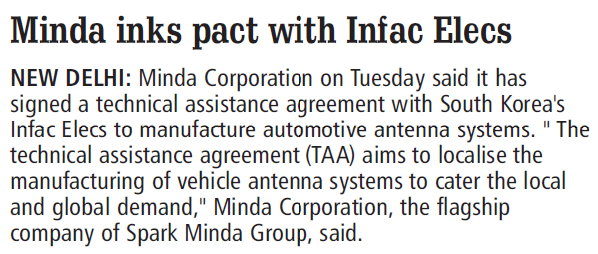 Minda inks pact with Infac Elecs
NEW DELHI: Minda Corporation on Tuesday said it has
signed a technical assistance agreement with South Korea's
Infac Elecs to manufacture automotive antenna systems. " The
technical assistance agreement (TAA) aims to localise the
manufacturing of vehicle antenna systems to cater the local
and global demand," Minda Corporation, the flagship
company of Spark Minda Group, said.